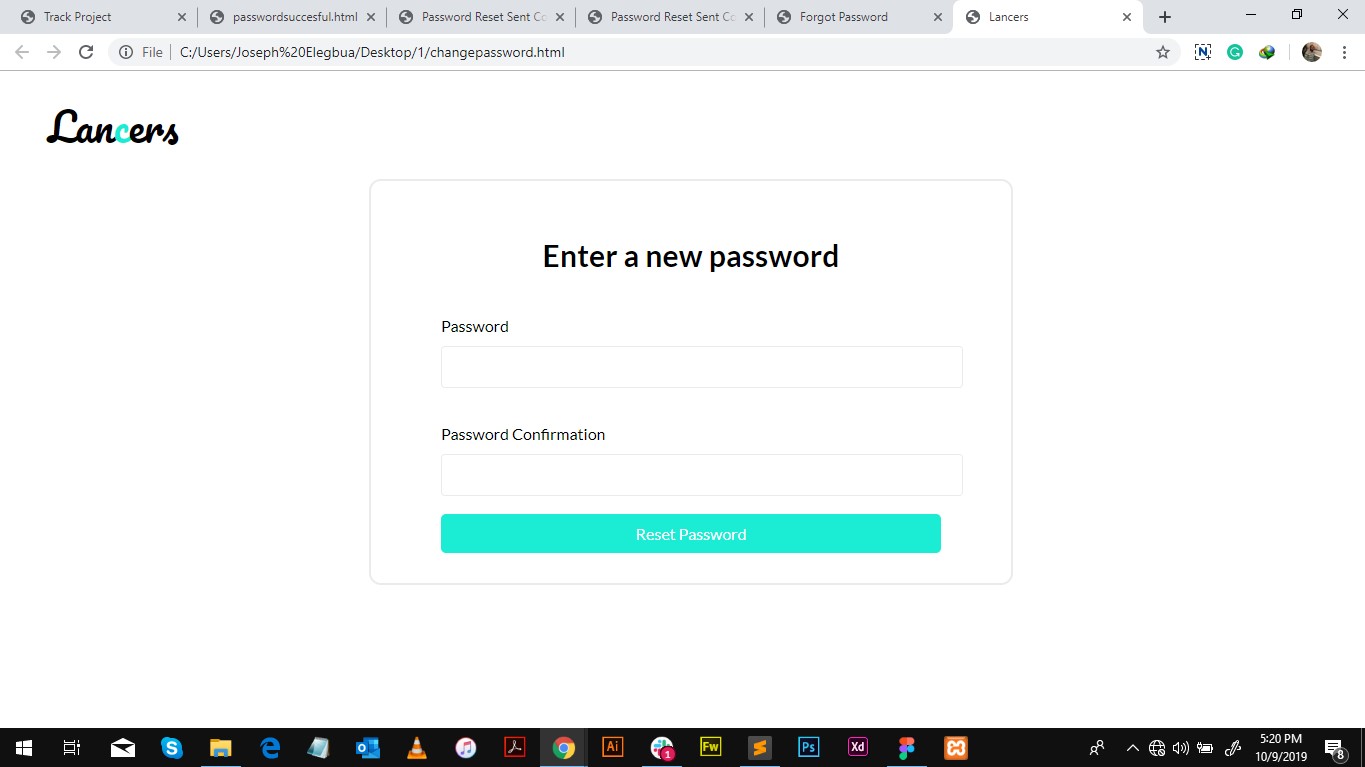 Track Project
passwordsuccesful.html
Password Reset Sent Co
Password Reset Sent Co
Forgot Password
Lancers
File
C:/Users/Joseph%20Elegbua/Desktop/1/changepassword.html
N
G
Lancers
Enter a new password
Password
Password Confirmation
Reset Password
S
e
Ai
1
Fw
S
Ps
Xd
5:20 PM
10/9/2019
8